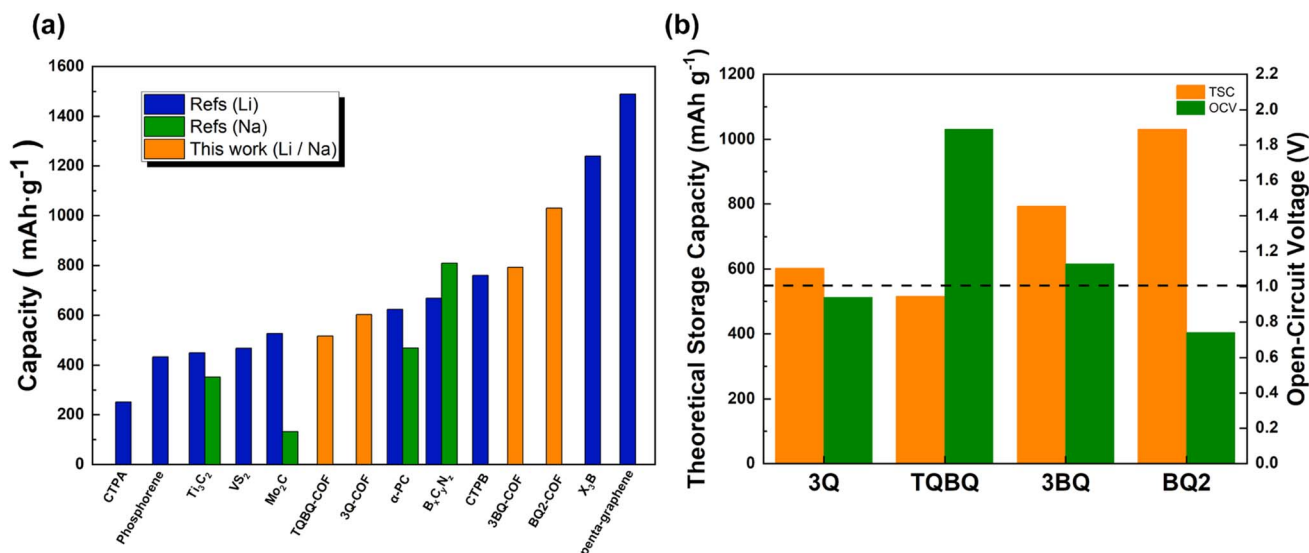 (a)
Capacity ( mAh·g⁻¹)
1600
1400
1200
1000
800
600
400
200
0
Refs (Li)
Refs (Na)
This work (Li / Na)
CTPA
Phosphorene
Ti₃C₂
VS₂
Mo₂C
TQBQ-COF
3Q-COF
α-PC
BₓCᵧN_z
CTPB
3BQ-COF
BQ2-COF
X₃B
penta-graphene
(b)
Theoretical Storage Capacity (mAh g⁻¹)
1200
1000
800
600
400
200
0
TSC
OCV
3Q
TQBQ
3BQ
BQ2
2.2
2.0
1.8
1.6
1.4
1.2
1.0
0.8
0.6
0.4
0.2
0.0
Open-Circuit Voltage (V)